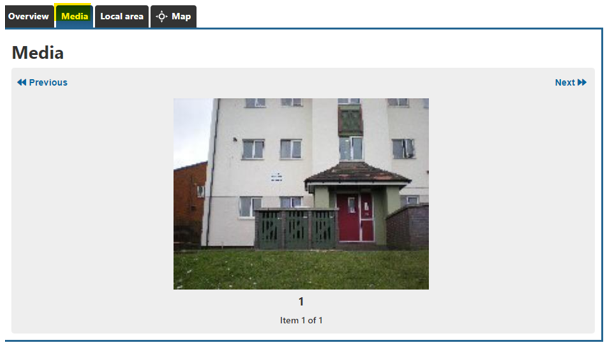 Overview Media Local area Map
Media
Previous Next
1
Item 1 of 1